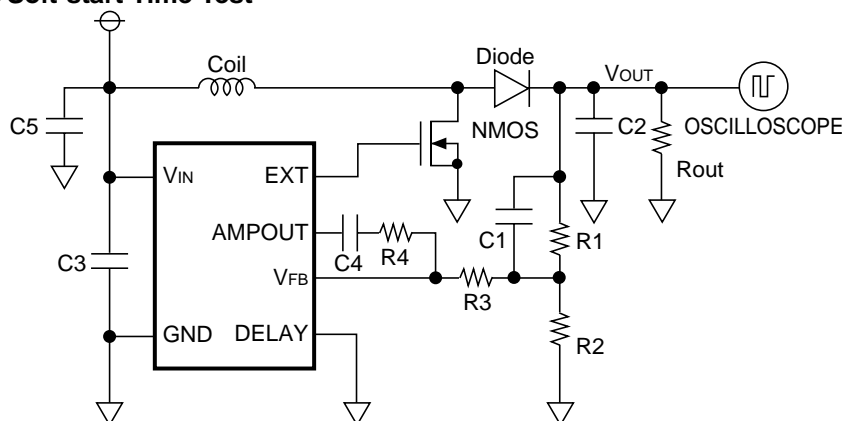 Soft-start Time Test
Coil
Diode
VOUT
C5
NMOS
C2
OSCILLOSCOPE
Rout
VIN
EXT
AMPOUT
C4
R4
C1
R1
C3
VFB
R3
GND
DELAY
R2